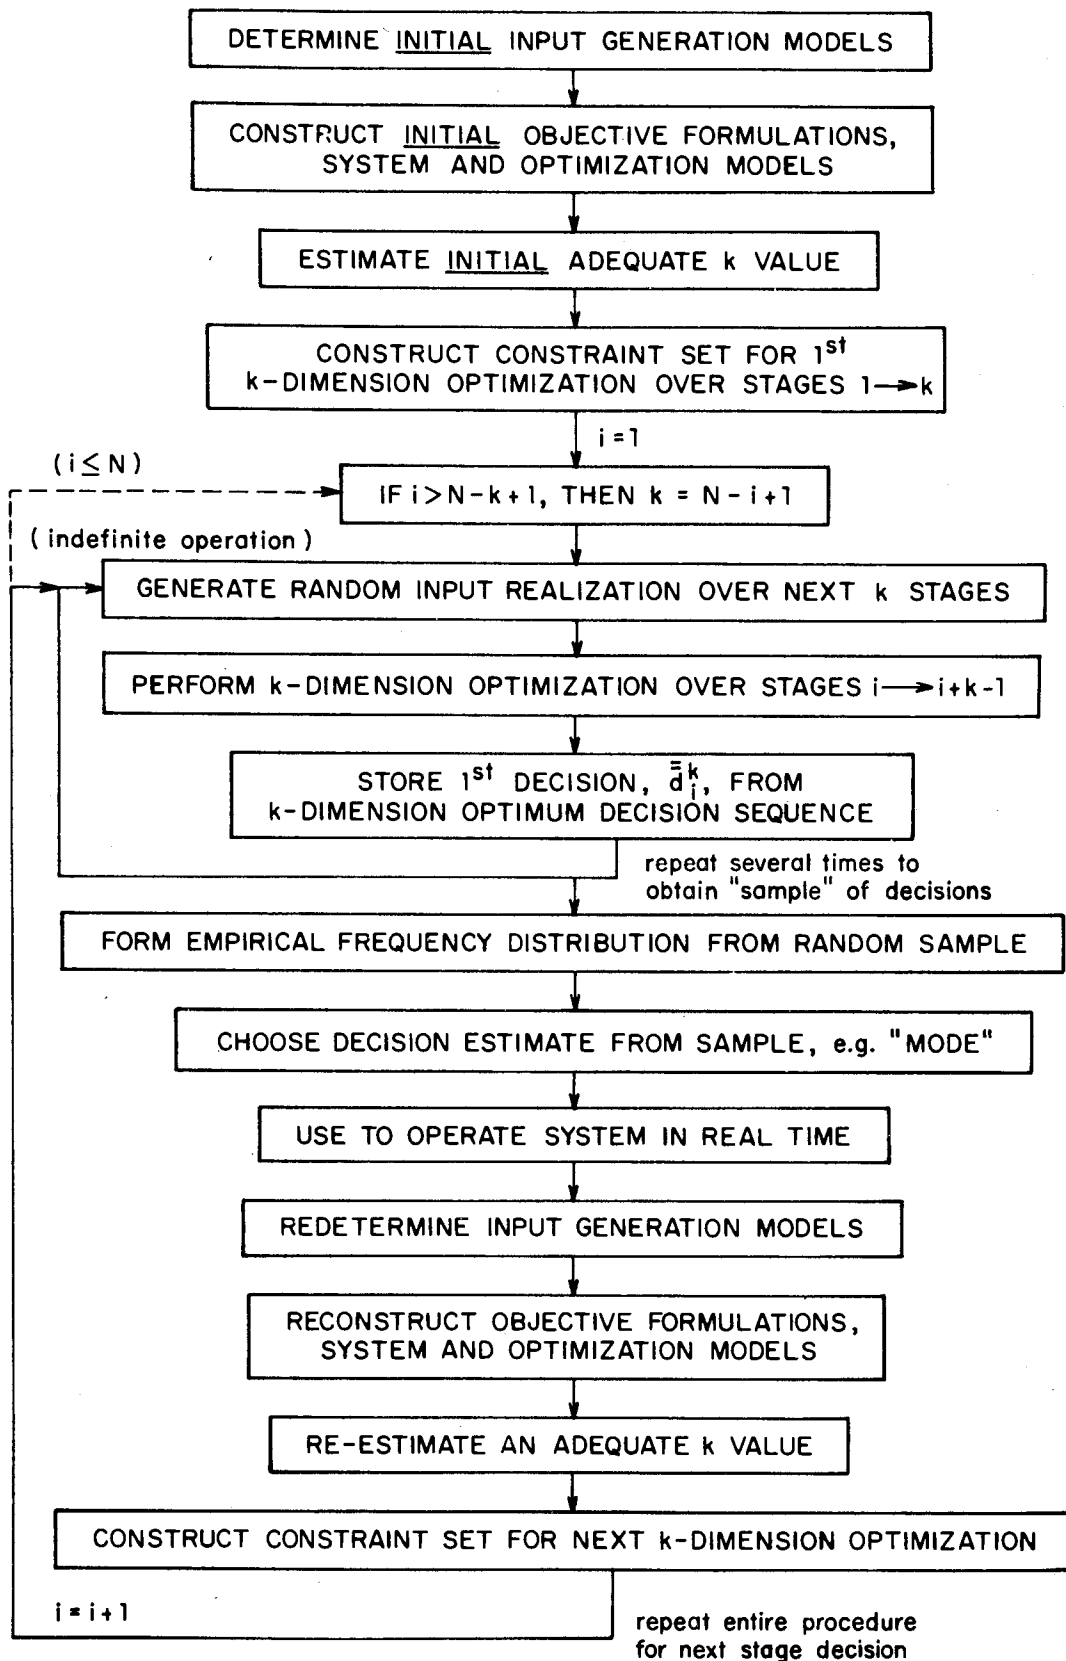 DETERMINE INITIAL INPUT GENERATION MODELS
CONSTRUCT INITIAL OBJECTIVE FORMULATIONS,
SYSTEM AND OPTIMIZATION MODELS
ESTIMATE INITIAL ADEQUATE k VALUE
CONSTRUCT CONSTRAINT SET FOR 1st
k-DIMENSION OPTIMIZATION OVER STAGES 1→k
i=1
(i ≤ N)
IF i > N-k+1, THEN k = N-i+1
(indefinite operation)
GENERATE RANDOM INPUT REALIZATION OVER NEXT k STAGES
PERFORM k-DIMENSION OPTIMIZATION OVER STAGES i→i+k-1
STORE 1st DECISION, d̿ᵢᵏ, FROM
k-DIMENSION OPTIMUM DECISION SEQUENCE
repeat several times to
obtain "sample" of decisions
FORM EMPIRICAL FREQUENCY DISTRIBUTION FROM RANDOM SAMPLE
CHOOSE DECISION ESTIMATE FROM SAMPLE, e.g. "MODE"
USE TO OPERATE SYSTEM IN REAL TIME
REDETERMINE INPUT GENERATION MODELS
RECONSTRUCT OBJECTIVE FORMULATIONS,
SYSTEM AND OPTIMIZATION MODELS
RE-ESTIMATE AN ADEQUATE k VALUE
CONSTRUCT CONSTRAINT SET FOR NEXT k-DIMENSION OPTIMIZATION
i = i+1
repeat entire procedure
for next stage decision